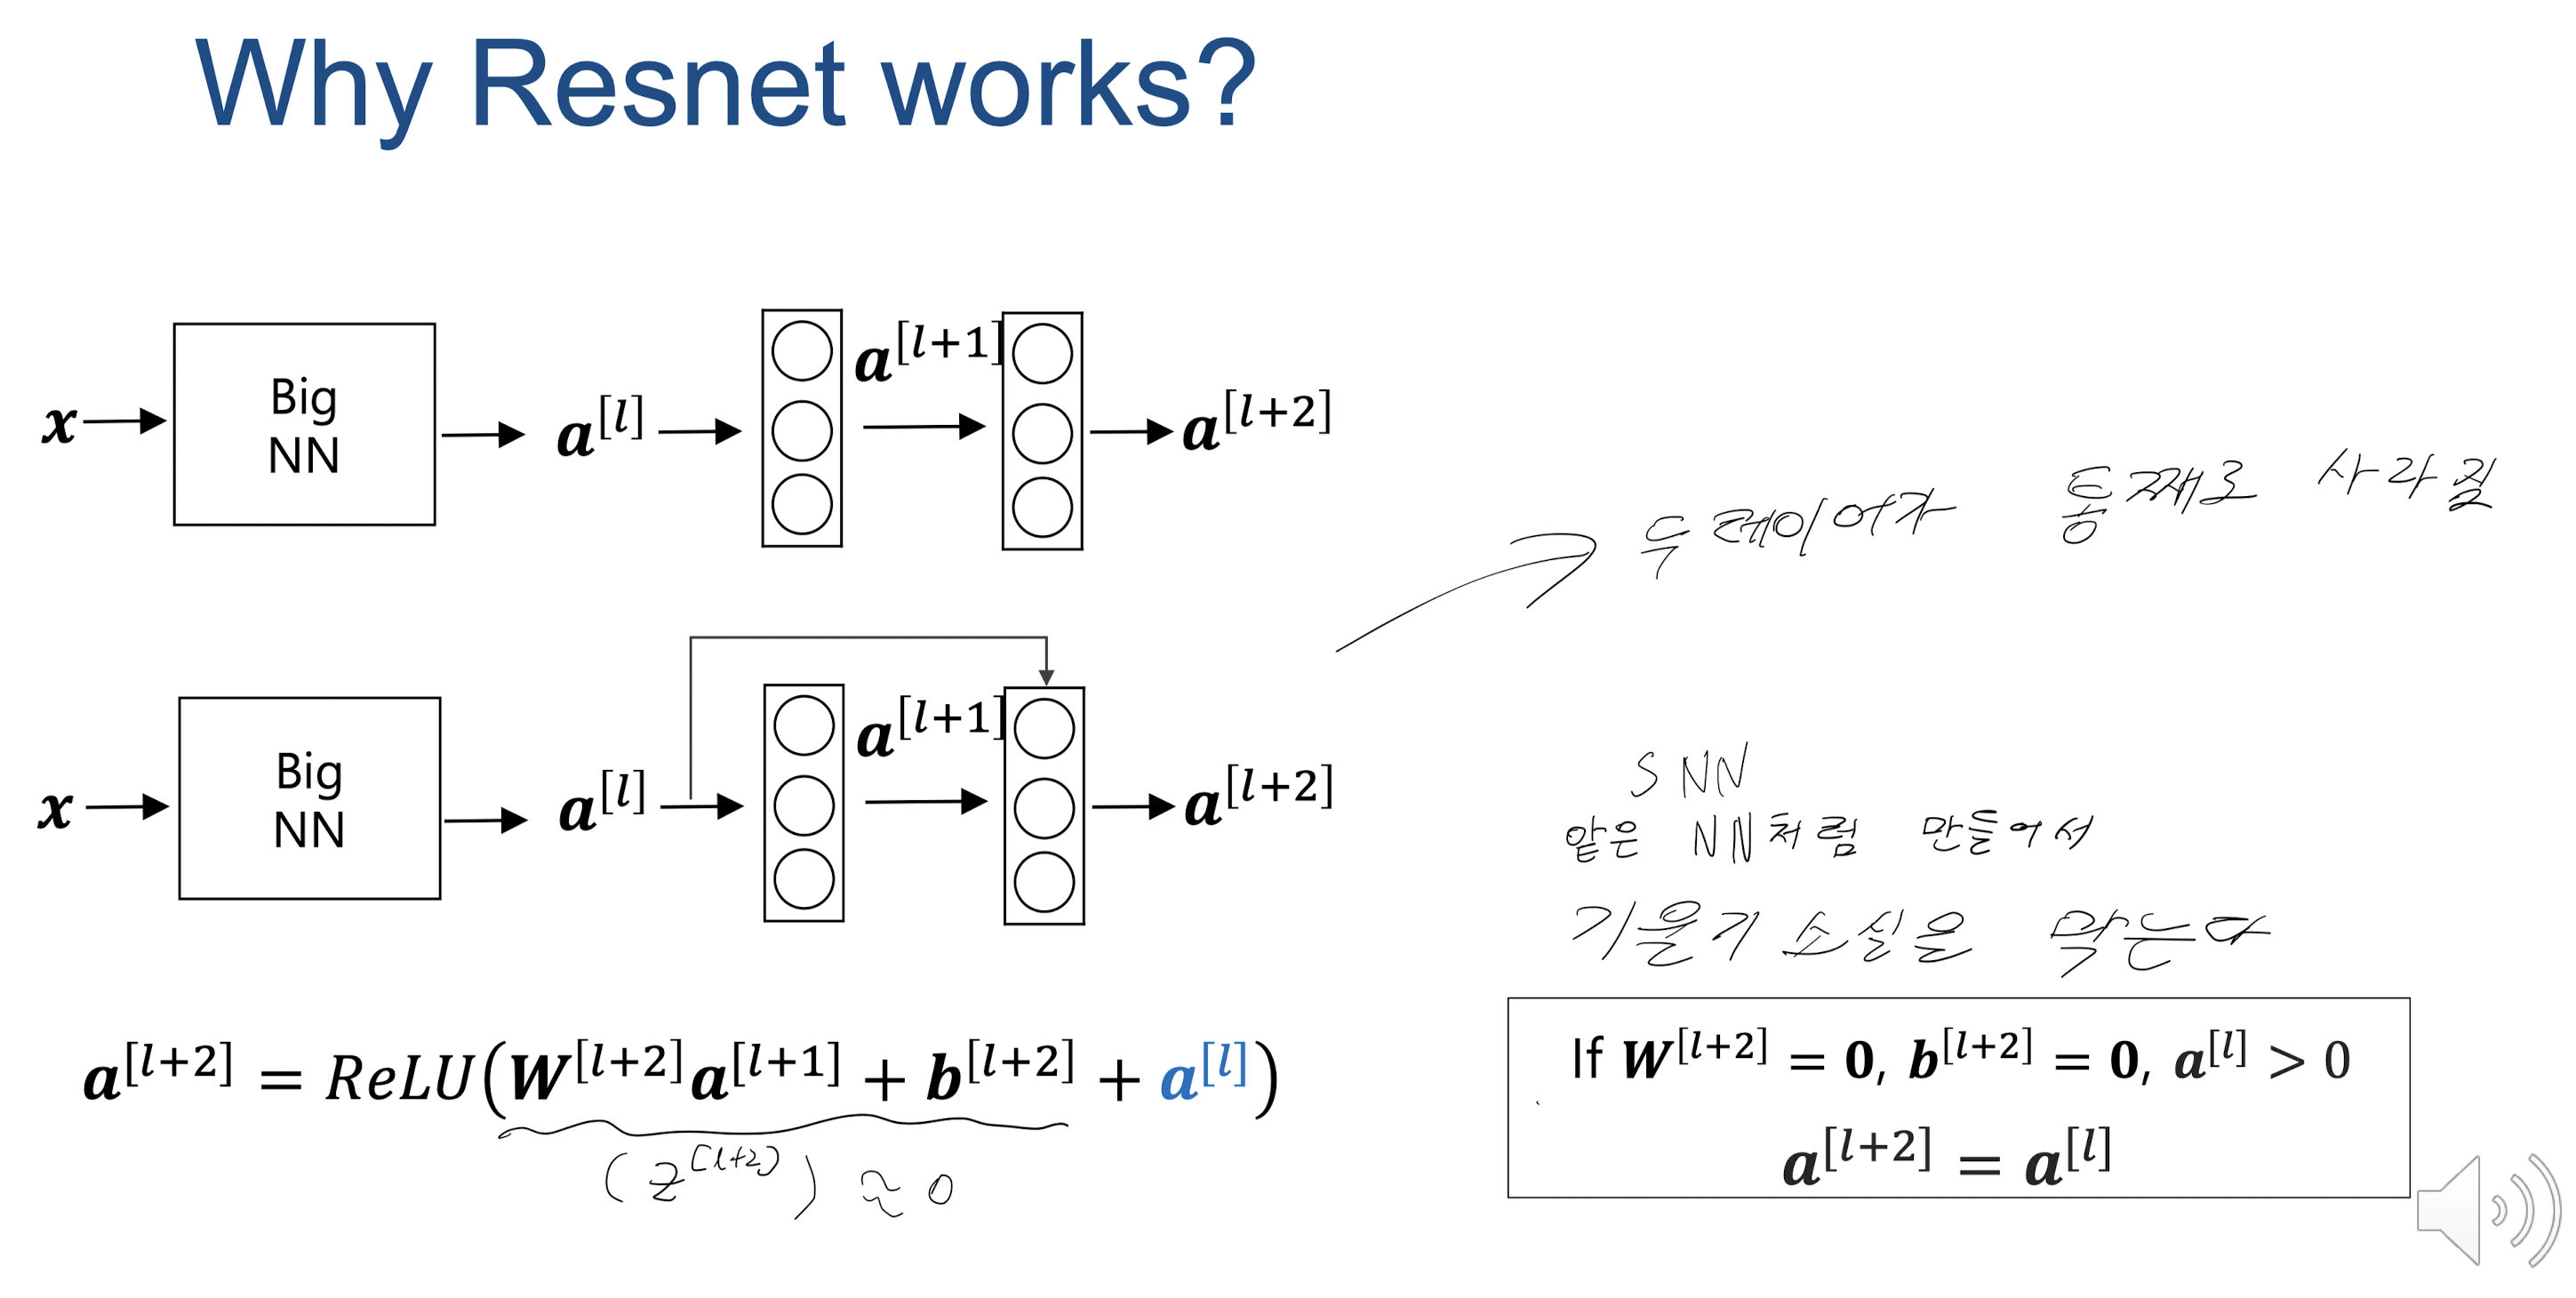 Why Resnet works?
x Big NN a^[l] a^[l+1] a^[l+2]
두 레이어가 통째로 사라짐
x Big NN a^[l] a^[l+1] a^[l+2]
S NN
얕은 NN처럼 만들어서
기울기 소실을 막는다
a^[l+2] = ReLU(W^[l+2] a^[l+1] + b^[l+2] + a^[l])
(z^[l+2]) ≈ 0
If W^[l+2] = 0, b^[l+2] = 0, a^[l] > 0
a^[l+2] = a^[l]